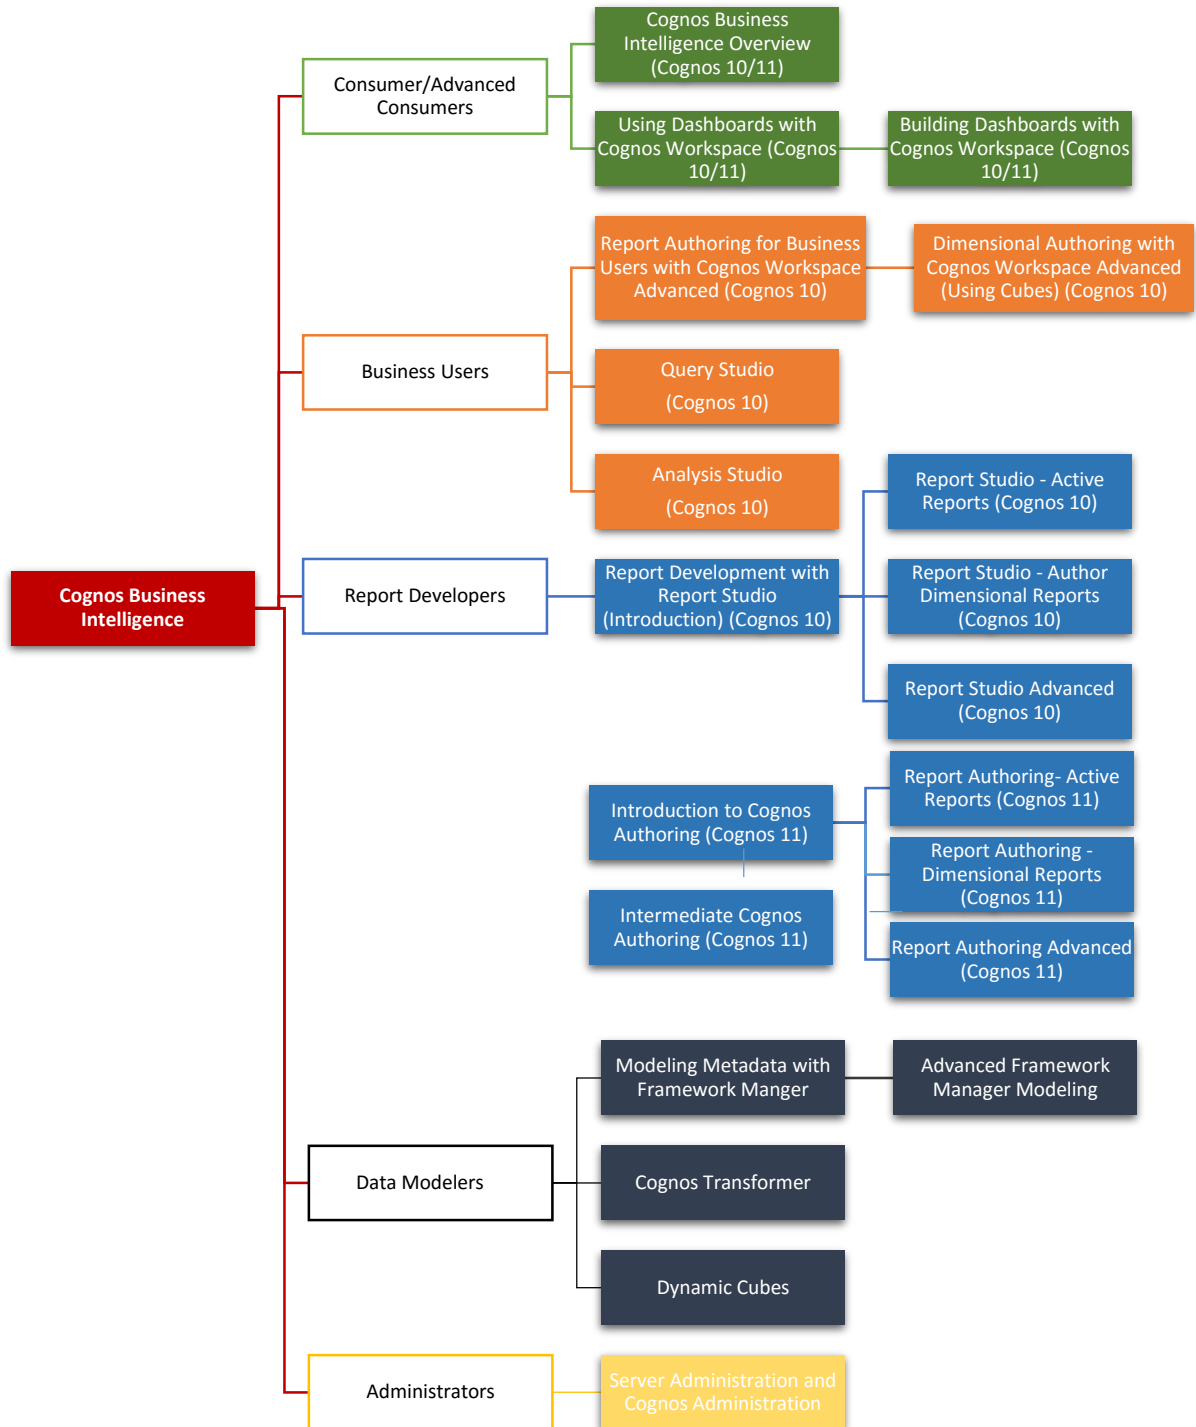 Cognos Business
Intelligence
Consumer/Advanced
Consumers
Cognos Business
Intelligence Overview
(Cognos 10/11)
Using Dashboards with
Cognos Workspace (Cognos
10/11)
Building Dashboards with
Cognos Workspace (Cognos
10/11)
Business Users
Report Authoring for Business
Users with Cognos Workspace
Advanced (Cognos 10)
Dimensional Authoring with
Cognos Workspace Advanced
(Using Cubes) (Cognos 10)
Query Studio
(Cognos 10)
Analysis Studio
(Cognos 10)
Report Developers
Report Development with
Report Studio
(Introduction) (Cognos 10)
Report Studio - Active
Reports (Cognos 10)
Report Studio - Author
Dimensional Reports
(Cognos 10)
Report Studio Advanced
(Cognos 10)
Introduction to Cognos
Authoring (Cognos 11)
Intermediate Cognos
Authoring (Cognos 11)
Report Authoring- Active
Reports (Cognos 11)
Report Authoring -
Dimensional Reports
(Cognos 11)
Report Authoring Advanced
(Cognos 11)
Data Modelers
Modeling Metadata with
Framework Manger
Advanced Framework
Manager Modeling
Cognos Transformer
Dynamic Cubes
Administrators
Server Administration and
Cognos Administration